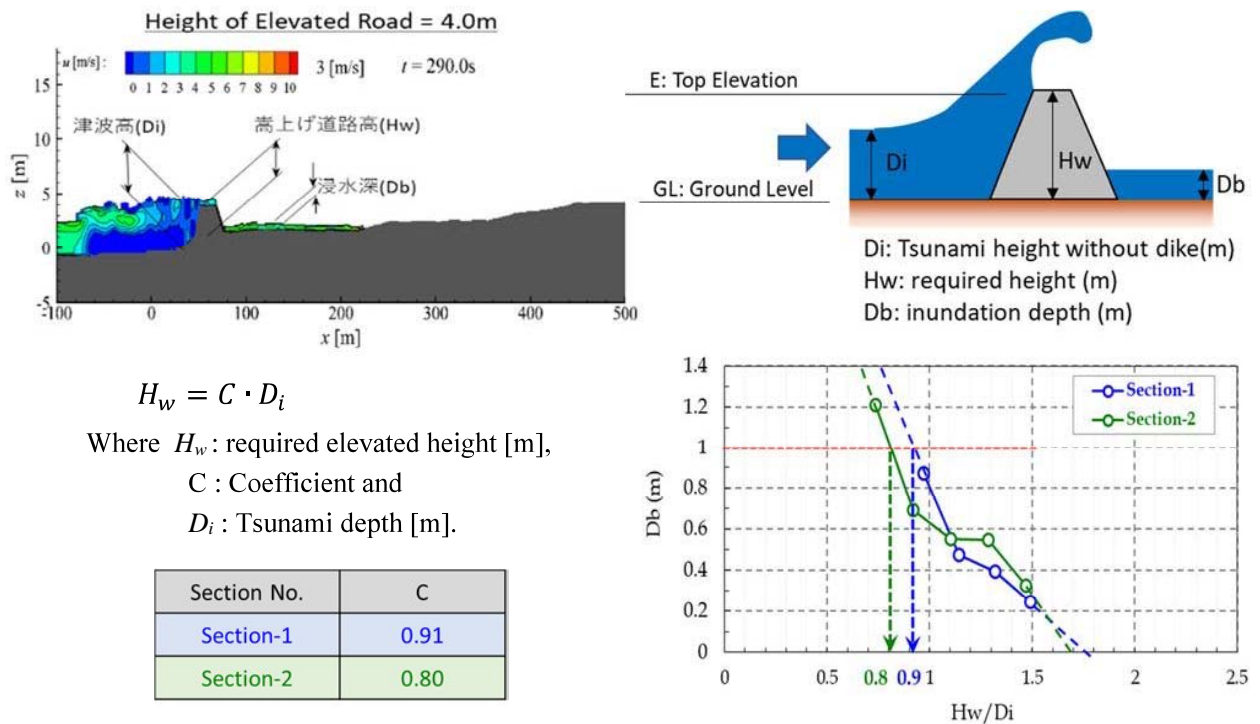 Height of Elevated Road = 4.0m
u [m/s] :
0 1 2 3 4 5 6 7 8 9 10
3 [m/s]
t = 290.0s
津波高(Di)
嵩上げ道路高(Hw)
浸水深(Db)
z [m]
15
10
5
0
-5
-100 0 100 200 300 400 500
x [m]
E: Top Elevation
Di
Hw
GL: Ground Level
Db
Di: Tsunami height without dike(m)
Hw: required height (m)
Db: inundation depth (m)
H_w = C · D_i
Where H_w : required elevated height [m],
C : Coefficient and
D_i : Tsunami depth [m].
Section No. C
Section-1 0.91
Section-2 0.80
Db (m)
1.4
1.2
1
0.8
0.6
0.4
0.2
0
Section-1
Section-2
0 0.5 0.8 0.9 1 1.5 2 2.5
Hw/Di